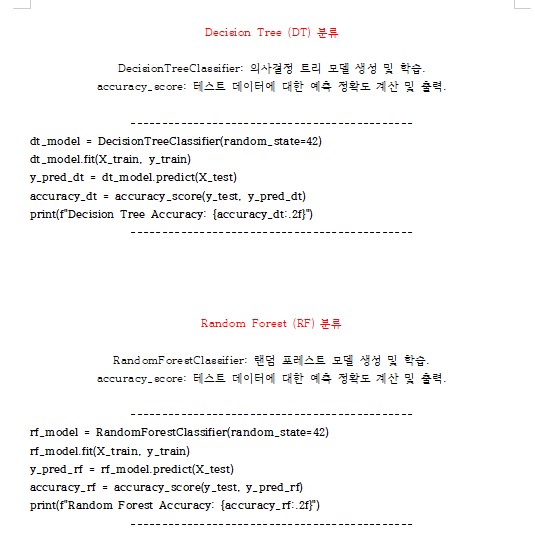 Decision Tree (DT) 분류
DecisionTreeClassifier: 의사결정 트리 모델 생성 및 학습.
accuracy_score: 테스트 데이터에 대한 예측 정확도 계산 및 출력.
----------------------------------------
dt_model = DecisionTreeClassifier(random_state=42)
dt_model.fit(X_train, y_train)
y_pred_dt = dt_model.predict(X_test)
accuracy_dt = accuracy_score(y_test, y_pred_dt)
print(f"Decision Tree Accuracy: {accuracy_dt:.2f}")
----------------------------------------
Random Forest (RF) 분류
RandomForestClassifier: 랜덤 포레스트 모델 생성 및 학습.
accuracy_score: 테스트 데이터에 대한 예측 정확도 계산 및 출력.
----------------------------------------
rf_model = RandomForestClassifier(random_state=42)
rf_model.fit(X_train, y_train)
y_pred_rf = rf_model.predict(X_test)
accuracy_rf = accuracy_score(y_test, y_pred_rf)
print(f"Random Forest Accuracy: {accuracy_rf:.2f}")
----------------------------------------